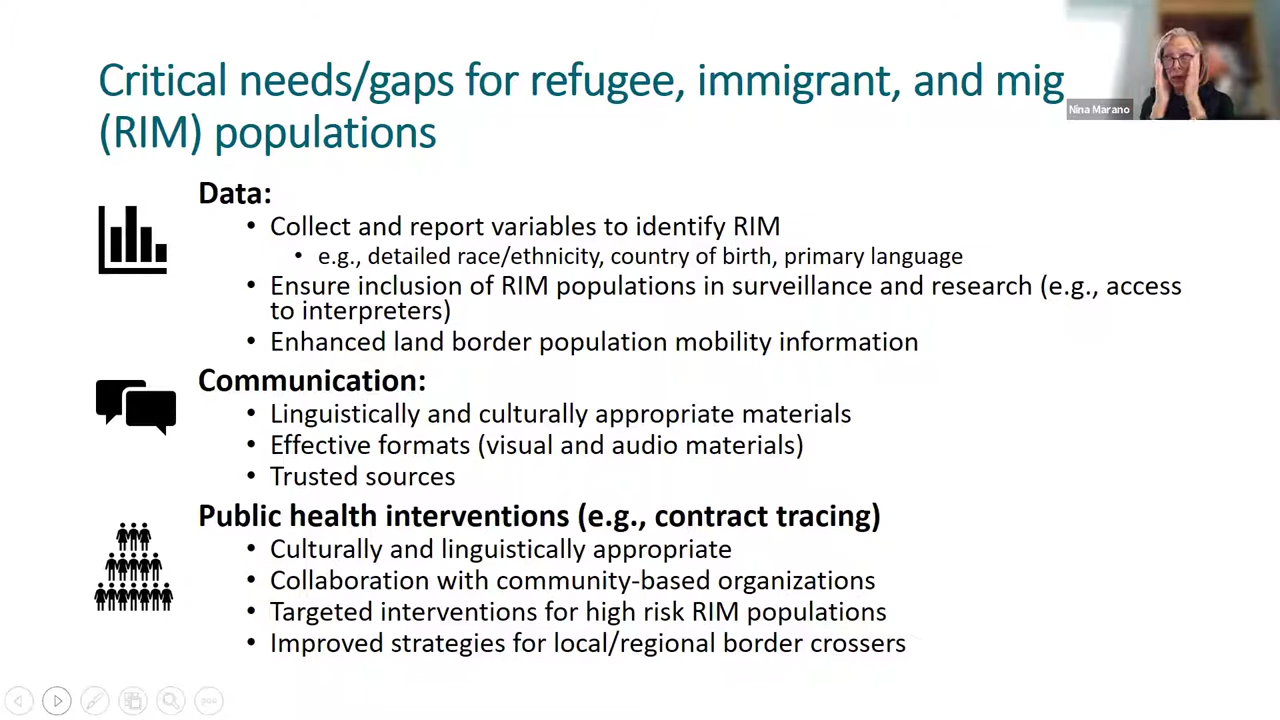 Critical needs/gaps for refugee, immigrant, and mig
(RIM) populations
Nina Marano
Data:
• Collect and report variables to identify RIM
• e.g., detailed race/ethnicity, country of birth, primary language
• Ensure inclusion of RIM populations in surveillance and research (e.g., access
to interpreters)
• Enhanced land border population mobility information
Communication:
• Linguistically and culturally appropriate materials
• Effective formats (visual and audio materials)
• Trusted sources
Public health interventions (e.g., contract tracing)
• Culturally and linguistically appropriate
• Collaboration with community-based organizations
• Targeted interventions for high risk RIM populations
• Improved strategies for local/regional border crossers